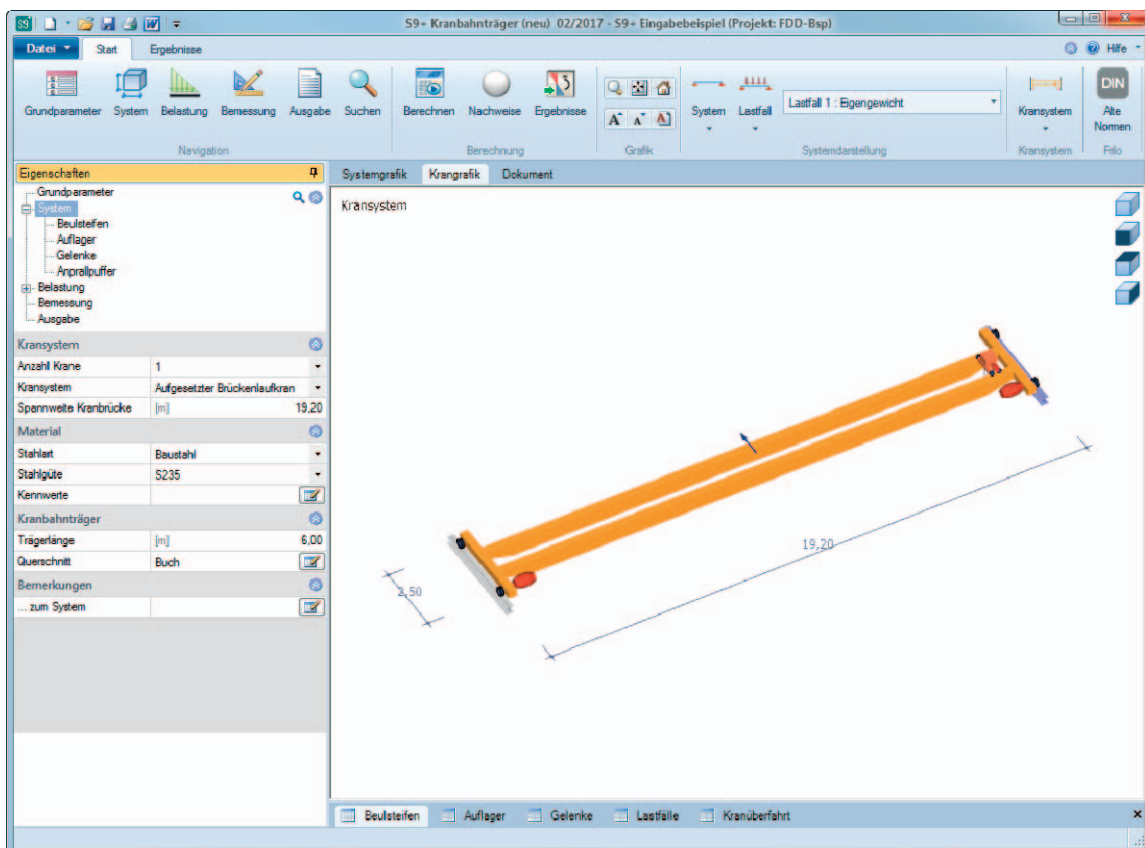 S9 W S9+ Kranbahnträger (neu) 02/2017 - S9+ Eingabebeispiel (Projekt: FDD-Bsp)
Datei Start Ergebnisse Hilfe
Grundparameter System Belastung Bemessung Ausgabe Suchen Berechnen Nachweise Ergebnisse A A A System Lastfall Lastfall 1 : Eigengewicht Kransystem DIN Alte Normen
Navigation Berechnung Grafik Systemdarstellung Kransystem Frilo
Eigenschaften
Grundparameter
System
Beulsteifen
Auflager
Gelenke
Anprallpuffer
Belastung
Bemessung
Ausgabe
Kransystem
Anzahl Krane 1
Kransystem Aufgesetzter Brückenlaufkran
Spannweite Kranbrücke [m] 19,20
Material
Stahlart Baustahl
Stahlgüte S235
Kennwerte
Kranbahnträger
Trägerlänge [m] 6,00
Querschnitt Buch
Bemerkungen
... zum System
Systemgrafik Krangrafik Dokument
Kransystem
19,20
2,50
Beulsteifen Auflager Gelenke Lastfälle Kranüberfahrt